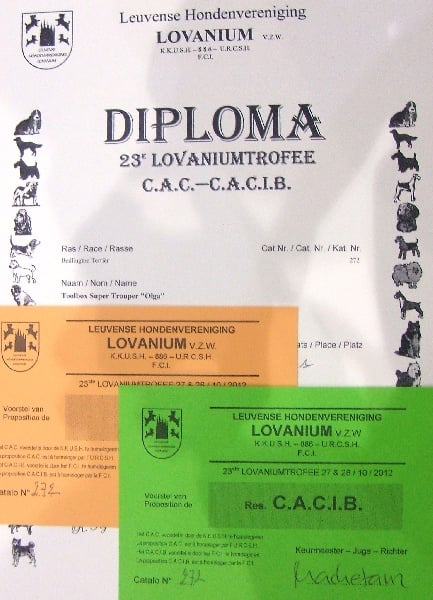 Leuvense Hondenvereniging
LOVANIUM V.Z.W.
K.K.U.S.H. - 886 - U.R.C.S.H.
F.C.I.
DIPLOMA
23e LOVANIUMTROFEE
C.A.C.–C.A.C.I.B.
Ras / Race / Rasse
Cat Nr. / Cat. Nr. / Kat. Nr.
Bedlington Terrier
272
Naam / Nom / Name
Toolbox Super Trouper "Olga"
ats / Place / Platz
LEUVENSE HONDENVERENIGING
LOVANIUM V.Z.W.
K.K.U.S.H. - 886 - U.R.C.S.H.
F.C.I.
23ste LOVANIUMTROFEE 27 & 28 / 10 / 2012
Voorstel van
Proposition de
Catalo N° 272
LEUVENSE HONDENVERENIGING
LOVANIUM V.Z.W
K.K.U.S.H. - 886 - U.R.C.S.H.
F.C.I.
23ste LOVANIUMTROFEE 27 & 28 / 10 / 2012
Voorstel van
Proposition de
Res. C.A.C.I.B.
Keurmeester – Juge – Richter
Catalo N° 272